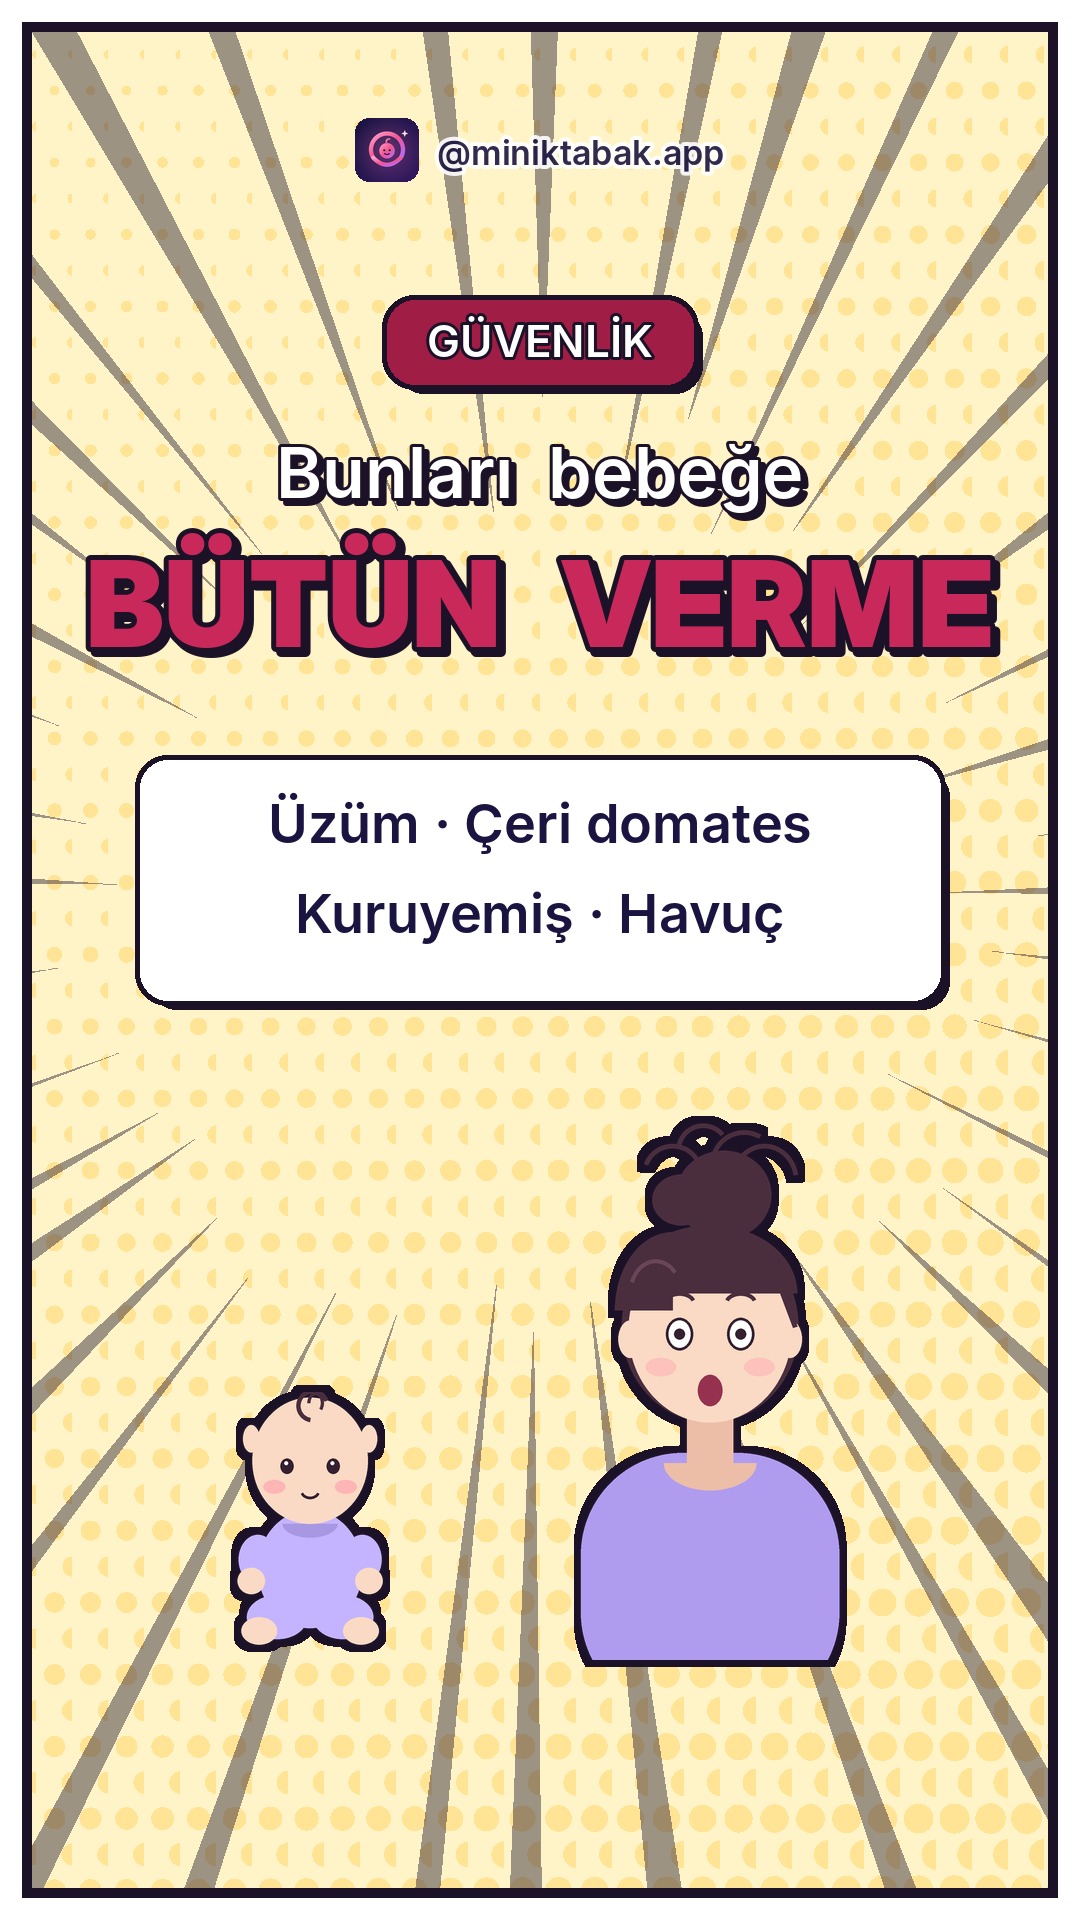 @miniktabak.app
GÜVENLİK
Bunları bebeğe
BÜTÜN VERME
Üzüm · Çeri domates
Kuruyemiş · Havuç